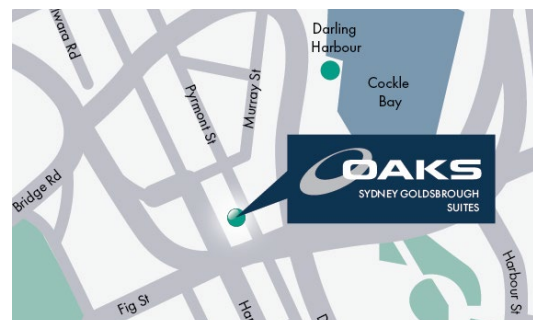 Darling
Harbour
Cockle
Bay
Pyrmont St
Murray St
OAKS
SYDNEY GOLDSBROUGH
SUITES
Bridge Rd
Fig St
Harbour St